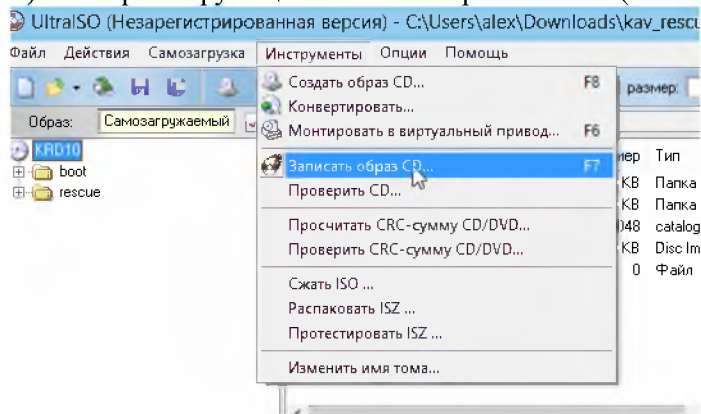 UltraISO (Незарегистрированная версия) - C:\Users\alex\Downloads\kav_rescu
Файл Действия Самозагрузка Инструменты Опции Помощь
Создать образ CD... F8
размер:
Конвертировать...
Образ: Самозагружаемый
Монтировать в виртуальный привод... F6
KRD10
Записать образ CD... F7
мер Тип
boot
Проверить CD...
KB Папка
rescue
KB Папка
Просчитать CRC-сумму CD/DVD...
048 catalog
Проверить CRC-сумму CD/DVD...
KB Disc Im
0 Файл
Сжать ISO ...
Распаковать ISZ ...
Протестировать ISZ ...
Изменить имя тома...